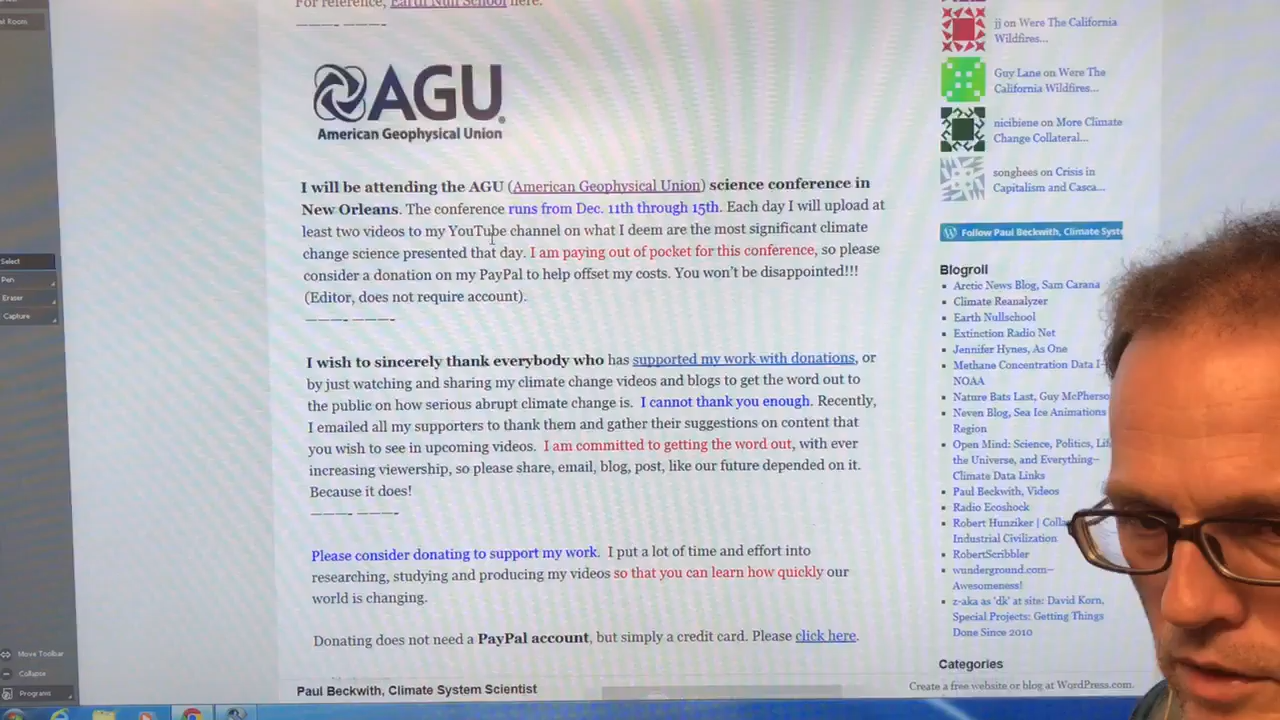 For reference, Earth Null School here.
———- ———-
AGU
American Geophysical Union
I will be attending the AGU (American Geophysical Union) science conference in
New Orleans. The conference runs from Dec. 11th through 15th. Each day I will upload at
least two videos to my YouTube channel on what I deem are the most significant climate
change science presented that day. I am paying out of pocket for this conference, so please
consider a donation on my PayPal to help offset my costs. You won't be disappointed!!!
(Editor, does not require account).
———- ———-
I wish to sincerely thank everybody who has supported my work with donations, or
by just watching and sharing my climate change videos and blogs to get the word out to
the public on how serious abrupt climate change is. I cannot thank you enough. Recently,
I emailed all my supporters to thank them and gather their suggestions on content that
you wish to see in upcoming videos. I am committed to getting the word out, with ever
increasing viewership, so please share, email, blog, post, like our future depended on it.
Because it does!
———- ———-
Please consider donating to support my work. I put a lot of time and effort into
researching, studying and producing my videos so that you can learn how quickly our
world is changing.
Donating does not need a PayPal account, but simply a credit card. Please click here.
Paul Beckwith, Climate System Scientist
jj on Were The California
Wildfires...
Guy Lane on Were The
California Wildfires...
nicibiene on More Climate
Change Collateral...
songhees on Crisis in
Capitalism and Casca...
Follow Paul Beckwith, Climate Syste
Blogroll
Arctic News Blog, Sam Carana
Climate Reanalyzer
Earth Nullschool
Extinction Radio Net
Jennifer Hynes, As One
Methane Concentration Data I-
NOAA
Nature Bats Last, Guy McPherso
Neven Blog, Sea Ice Animations
Region
Open Mind: Science, Politics, Lif
the Universe, and Everything–
Climate Data Links
Paul Beckwith, Videos
Radio Ecoshock
Robert Hunziker | Colla
Industrial Civilization
RobertScribbler
wunderground.com–
Awesomeness!
z-aka as 'dk' at site: David Korn,
Special Projects: Getting Things
Done Since 2010
Categories
Create a free website or blog at WordPress.com.
Room
Select
Pen
Eraser
Capture
Move Toolbar
Collapse
Programs